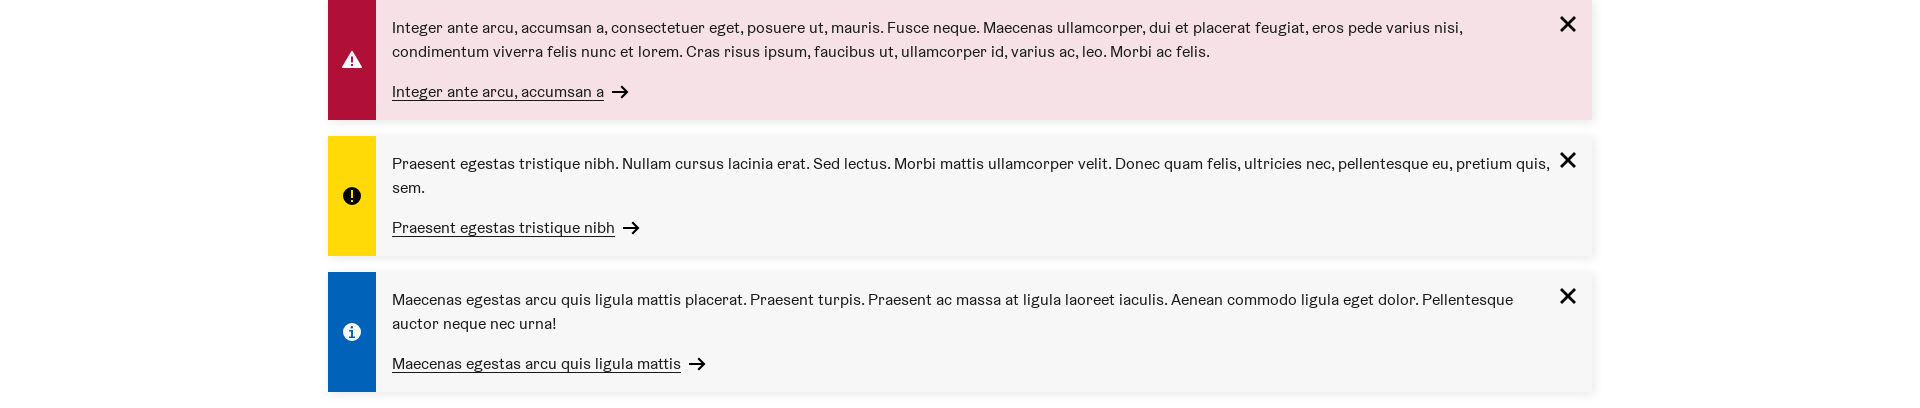 Integer ante arcu, accumsan a, consectetuer eget, posuere ut, mauris. Fusce neque. Maecenas ullamcorper, dui et placerat feugiat, eros pede varius nisi,
condimentum viverra felis nunc et lorem. Cras risus ipsum, faucibus ut, ullamcorper id, varius ac, leo. Morbi ac felis.
Integer ante arcu, accumsan a
Praesent egestas tristique nibh. Nullam cursus lacinia erat. Sed lectus. Morbi mattis ullamcorper velit. Donec quam felis, ultricies nec, pellentesque eu, pretium quis,
sem.
Praesent egestas tristique nibh
Maecenas egestas arcu quis ligula mattis placerat. Praesent turpis. Praesent ac massa at ligula laoreet iaculis. Aenean commodo ligula eget dolor. Pellentesque
auctor neque nec urna!
Maecenas egestas arcu quis ligula mattis